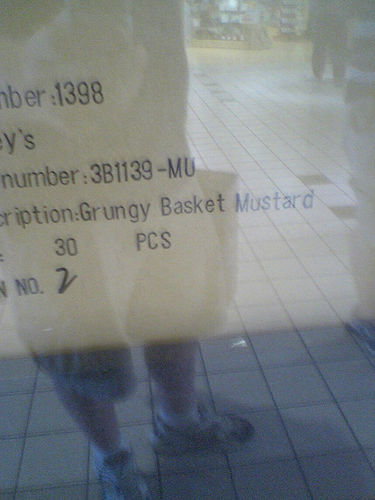 nber:1398
y's
number:3B1139-MU
cription:Grungy Basket Mustard
: 30 PCS
N NO. 2